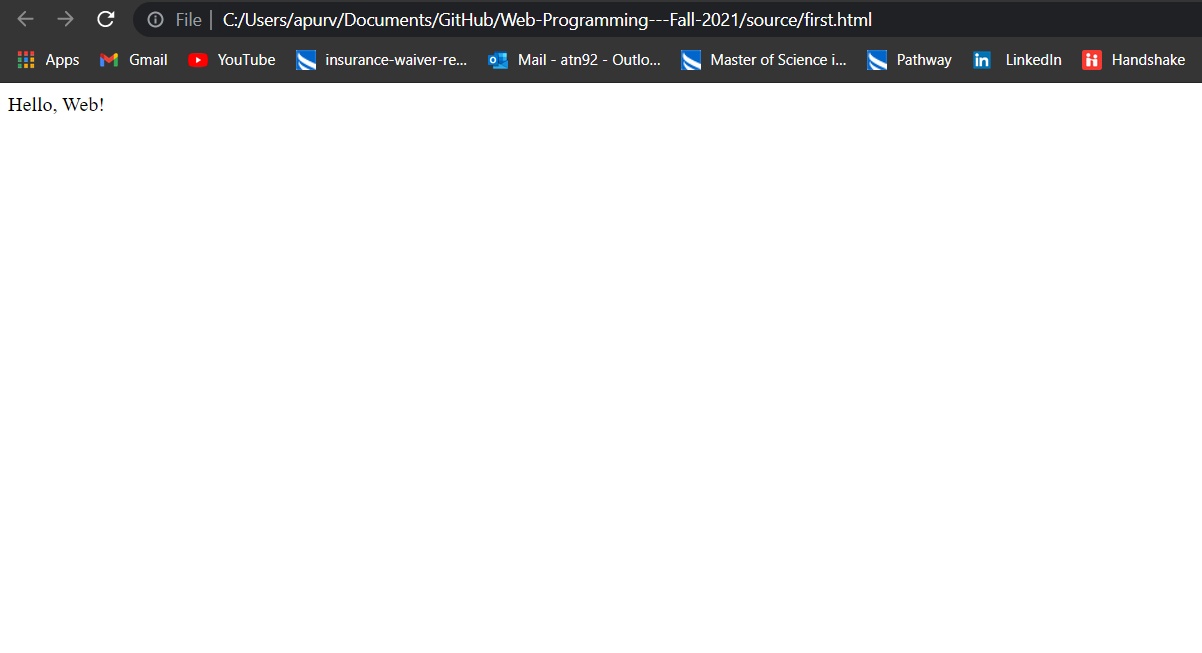 File | C:/Users/apurv/Documents/GitHub/Web-Programming---Fall-2021/source/first.html
Apps Gmail YouTube insurance-waiver-re... Mail - atn92 - Outlo... Master of Science i... Pathway LinkedIn Handshake
Hello, Web!